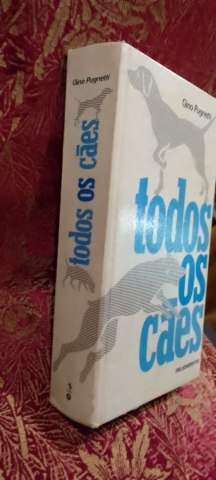 Gino Pugnetti
todos os cães
Gino Pugnetti
todos
os
cães